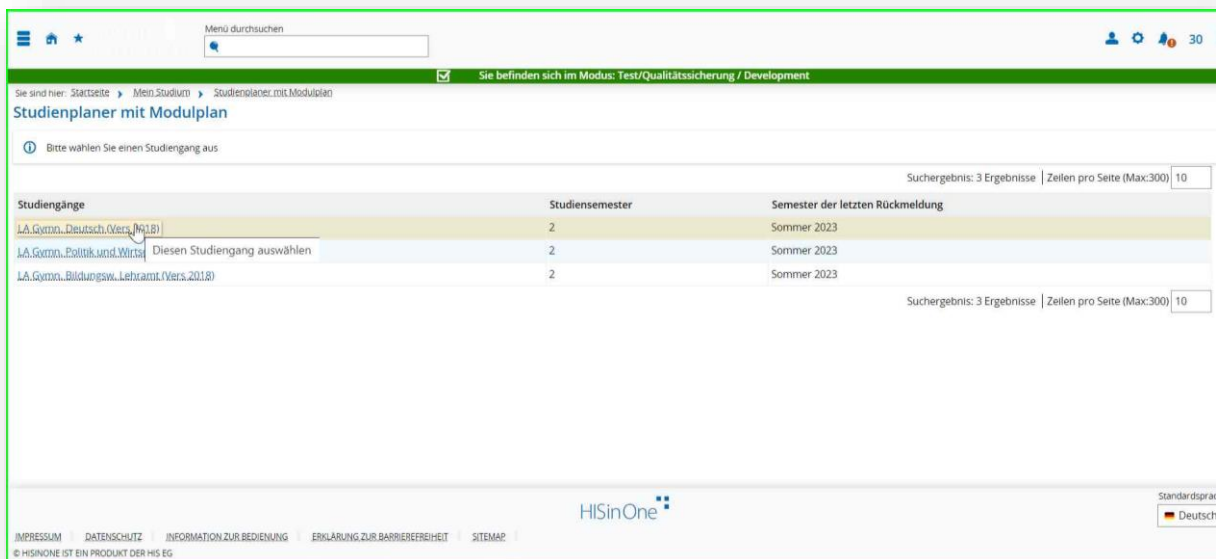 Menü durchsuchen
30
Sie befinden sich im Modus: Test/Qualitätssicherung / Development
Sie sind hier: Startseite Mein Studium Studienplaner mit Modulplan
Studienplaner mit Modulplan
Bitte wählen Sie einen Studiengang aus
Suchergebnis: 3 Ergebnisse | Zeilen pro Seite (Max:300) 10
Studiengänge Studiensemester Semester der letzten Rückmeldung
LA Gymn. Deutsch (Vers 2018) 2 Sommer 2023
LA Gymn. Politik und Wirtsc 2 Sommer 2023
Diesen Studiengang auswählen
LA Gymn. Bildungsw. Lehramt (Vers 2018) 2 Sommer 2023
Suchergebnis: 3 Ergebnisse | Zeilen pro Seite (Max:300) 10
HISinOne
Standardsprac
Deutsch
IMPRESSUM DATENSCHUTZ INFORMATION ZUR BEDIENUNG ERKLÄRUNG ZUR BARRIEREFREIHEIT SITEMAP
© HISINONE IST EIN PRODUKT DER HIS EG